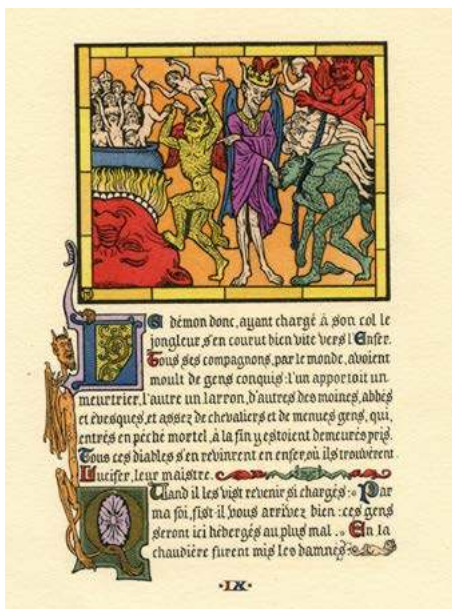 Le démon donc, ayant chargé à son col le
jongleur, s'en courut bien vite vers l'Enfer.
Tous ses compagnons, par le monde, avoient
moult de gens conquis: l'un apportoit un
meurtrier, l'autre un larron, d'autres des moines, abbés
et évesques, et assez de chevaliers et de menues gens, qui,
entrés en péché mortel, à la fin y estoient demeurés pris.
Tous ces diables s'en revinrent en enfer, où ils trouvèrent
Lucifer, leur maistre.
Quand il les vist revenir si chargés: «Par
ma foi, fist-il, vous arrivez bien: ces gens
seront ici hébergés au plus mal.» En la
chaudière furent mis les damnés
·IX·